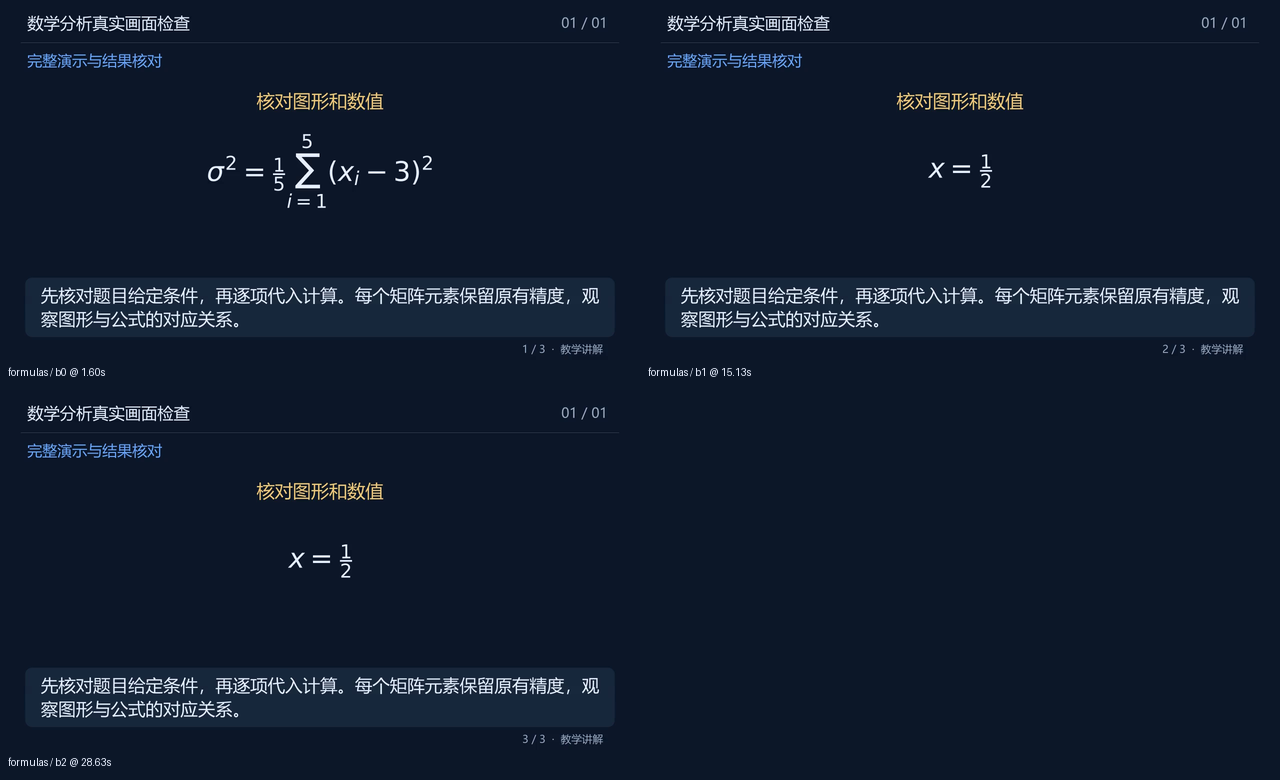 数学分析真实画面检查 01 / 01
完整演示与结果核对
核对图形和数值
σ² = 1/5 ∑_{i=1}^{5} (x_i − 3)²
先核对题目给定条件，再逐项代入计算。每个矩阵元素保留原有精度，观
察图形与公式的对应关系。
1 / 3 · 教学讲解
formulas / b0 @ 1.60s
数学分析真实画面检查 01 / 01
完整演示与结果核对
核对图形和数值
x = 1/2
先核对题目给定条件，再逐项代入计算。每个矩阵元素保留原有精度，观
察图形与公式的对应关系。
2 / 3 · 教学讲解
formulas / b1 @ 15.13s
数学分析真实画面检查 01 / 01
完整演示与结果核对
核对图形和数值
x = 1/2
先核对题目给定条件，再逐项代入计算。每个矩阵元素保留原有精度，观
察图形与公式的对应关系。
3 / 3 · 教学讲解
formulas / b2 @ 28.63s